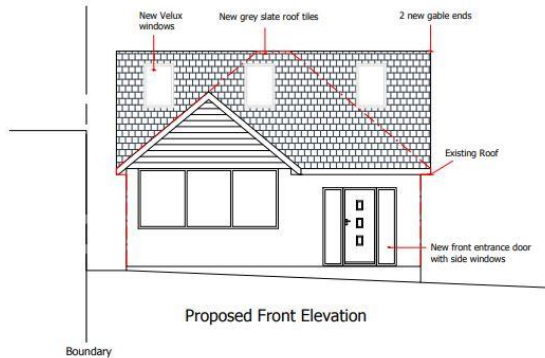 New Velux
windows
New grey slate roof tiles
2 new gable ends
Existing Roof
New front entrance door
with side windows
Proposed Front Elevation
Boundary